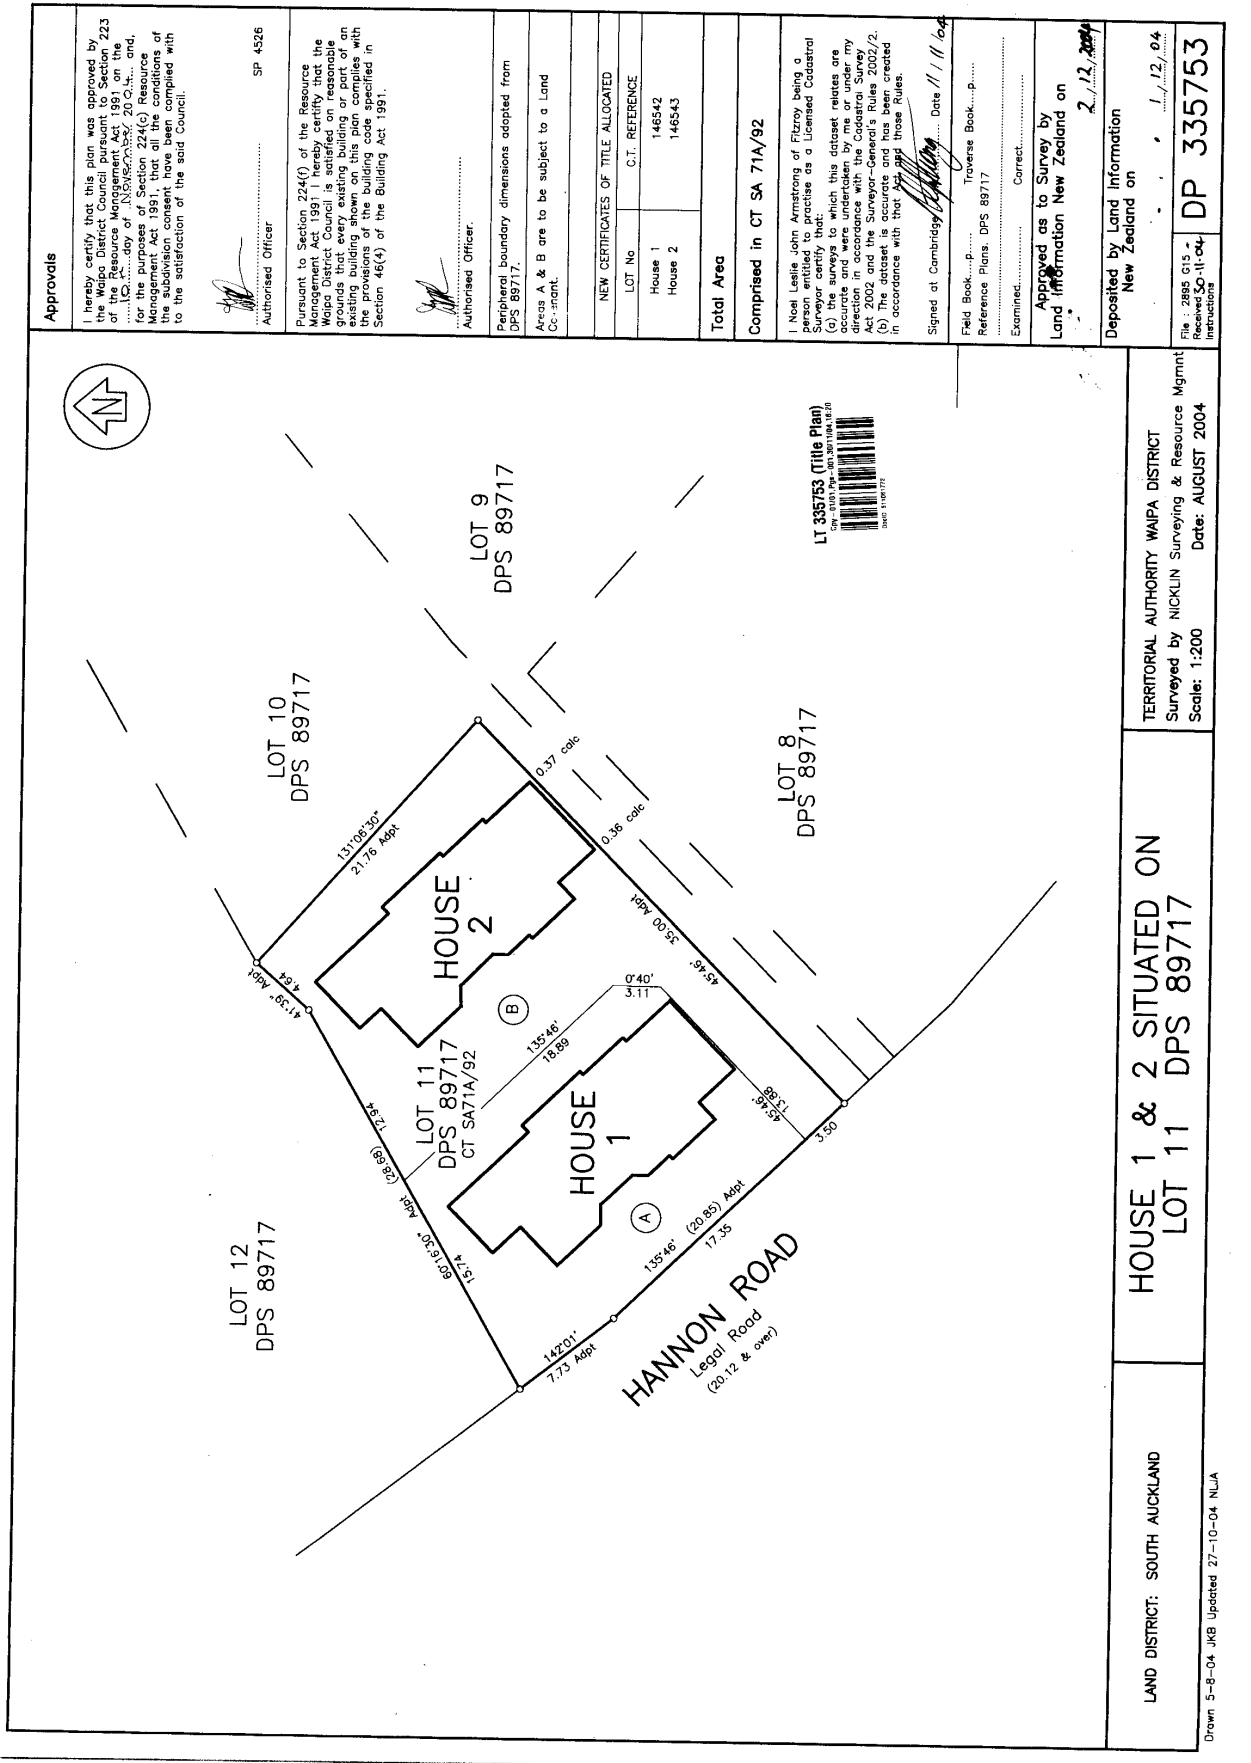 Approvals
I hereby certify that this plan was approved by
the Waipa District Council pursuant to Section 223
of the Resource Management Act 1991 on the
day of November 2004 and,
for the purposes of Section 224(c) Resource
Management Act 1991, that all the conditions of
the subdivision consent have been complied with
to the satisfaction of the said Council.
Authorised Officer
SP 4526
Pursuant to Section 224(f) of the Resource
Management Act 1991 I hereby certifty that the
Waipa District Council is satisfied on reasonable
grounds that every existing building or part of an
existing building shown on this plan complies with
the provisions of the building code specified in
Section 46(4) of the Building Act 1991.
Authorised Officer.
Peripheral boundary dimensions adopted from
DPS 89717.
Areas A & B are to be subject to a Land
Covenant.
NEW CERTIFICATES OF TITLE ALLOCATED
LOT No C.T. REFERENCE
House 1 146542
House 2 146543
Total Area
Comprised in CT SA 71A/92
I Noel Leslie John Armstrong of Fitzroy being a
person entitled to practise as a Licensed Cadastral
Surveyor certify that:
(a) the surveys to which this dataset relates are
accurate and were undertaken by me or under my
direction in accordance with the Cadastral Survey
Act 2002 and the Surveyor-General's Rules 2002/2.
(b) The dataset is accurate and has been created
in accordance with that Act and those Rules.
Signed at Cambridge Date 11/11/04
Field Book....p..... Traverse Book....p.....
Reference Plans. DPS 89717
Examined........ Correct............
Approved as to Survey by
Land Information New Zealand on
2/12/2004
Deposited by Land Information
New Zealand on
1/12/04
File : 2895 G15
Received 30-11-04
Instructions
DP 335753
N
LOT 9
DPS 89717
LOT 10
DPS 89717
LOT 12
DPS 89717
LOT 8
DPS 89717
LT 335753 (Title Plan)
131°06'30"
21.76 Adpt
41°39" Adpt
4.64
0.37 calc
0.36 calc
HOUSE
2
B
45°46'
35.00 Adpt
0°40'
3.11
135°46'
18.89
LOT 11
DPS 89717
CT SA71A/92
(28.68) 12.94
60°16'30" Adpt
15.74
HOUSE
1
A
45°46'
13.88
3.50
135°46' (20.85) Adpt
17.35
142°01'
7.73 Adpt
HANNON ROAD
Legal Road
(20.12 & over)
LAND DISTRICT: SOUTH AUCKLAND
HOUSE 1 & 2 SITUATED ON
LOT 11 DPS 89717
TERRITORIAL AUTHORITY WAIPA DISTRICT
Surveyed by NICKLIN Surveying & Resource Mgmnt
Scale: 1:200 Date: AUGUST 2004
Drawn 5-8-04 JKB Updated 27-10-04 NLJA